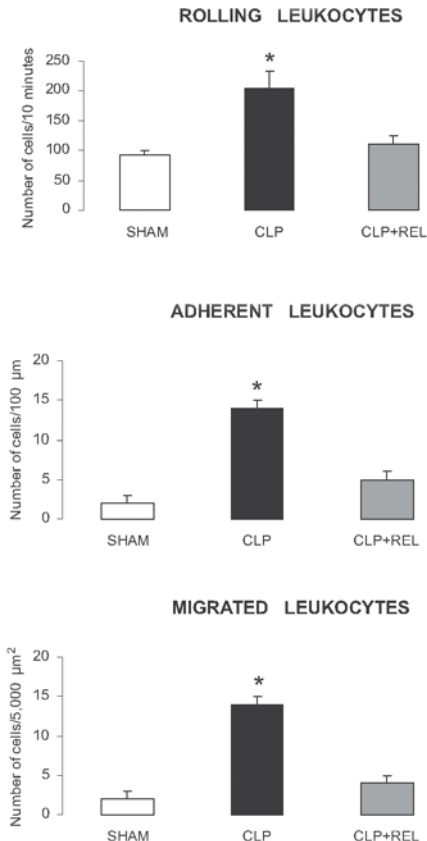 ROLLING LEUKOCYTES
Number of cells/10 minutes
250
200
150
100
50
0
*
SHAM
CLP
CLP+REL
ADHERENT LEUKOCYTES
Number of cells/100 µm
20
15
10
5
0
*
SHAM
CLP
CLP+REL
MIGRATED LEUKOCYTES
Number of cells/5,000 µm²
20
15
10
5
0
*
SHAM
CLP
CLP+REL